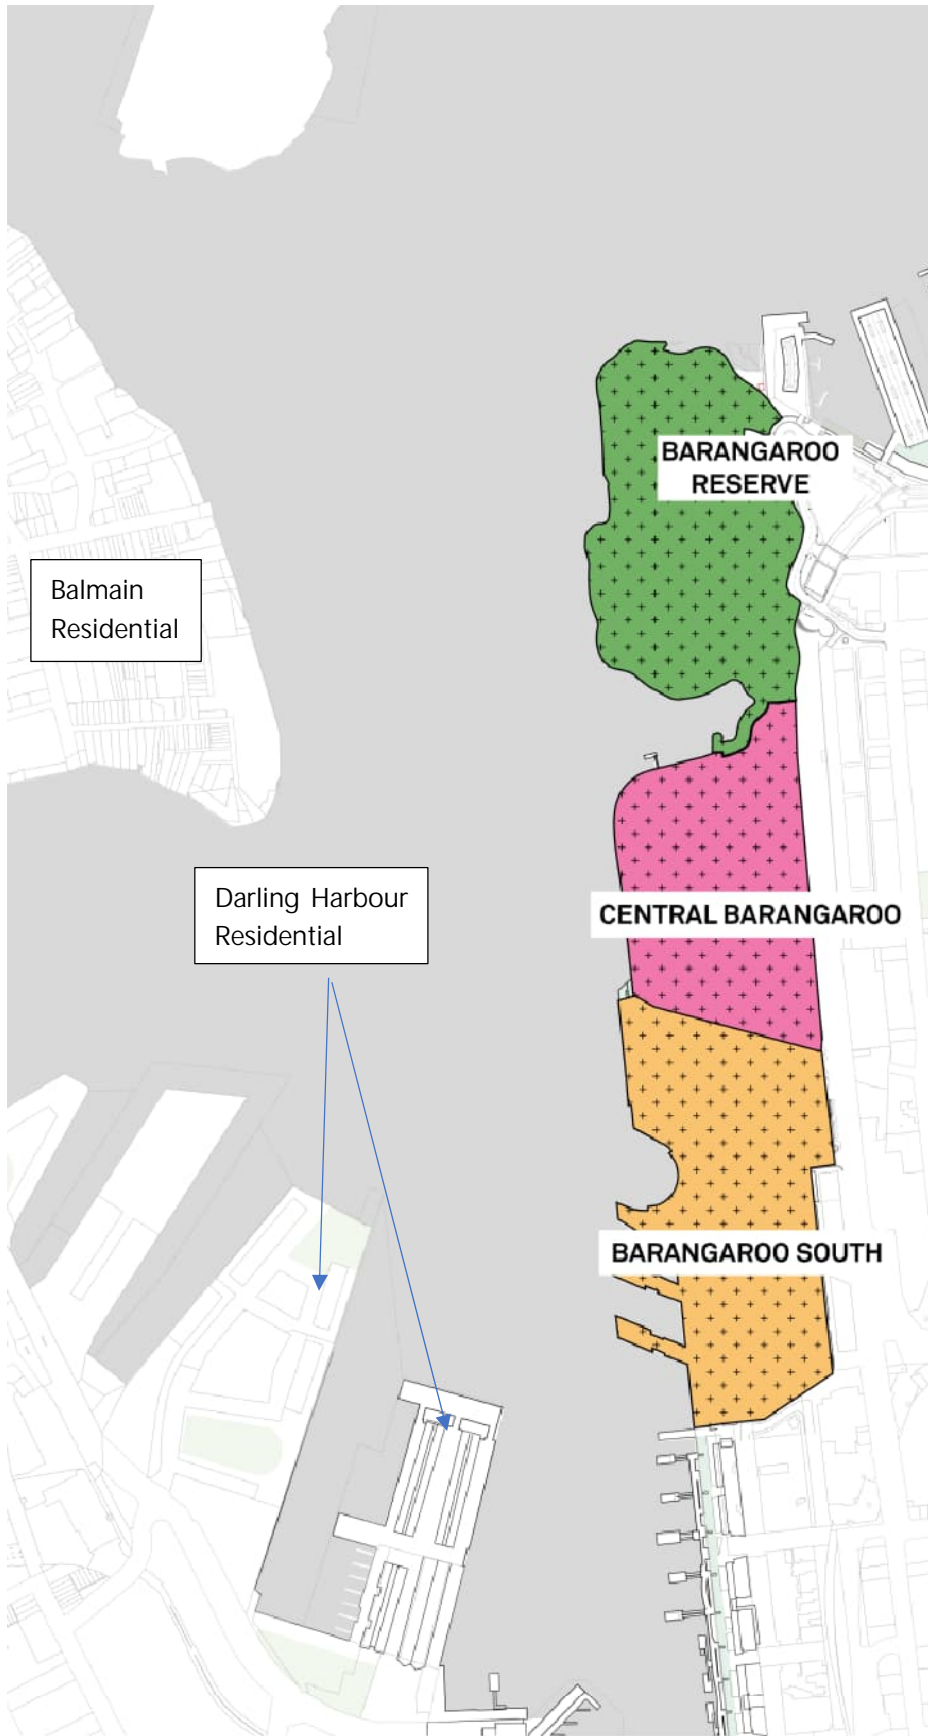 BARANGAROO
RESERVE
Balmain
Residential
Darling Harbour
Residential
CENTRAL BARANGAROO
BARANGAROO SOUTH